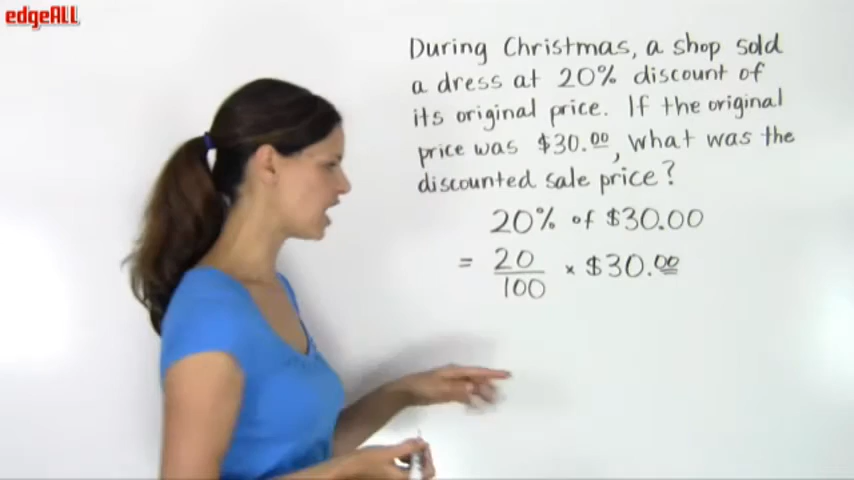 edgeALL
During Christmas, a shop sold
a dress at 20% discount of
its original price. If the original
price was $30.00, what was the
discounted sale price?
20% of $30.00
= 20/100 × $30.00